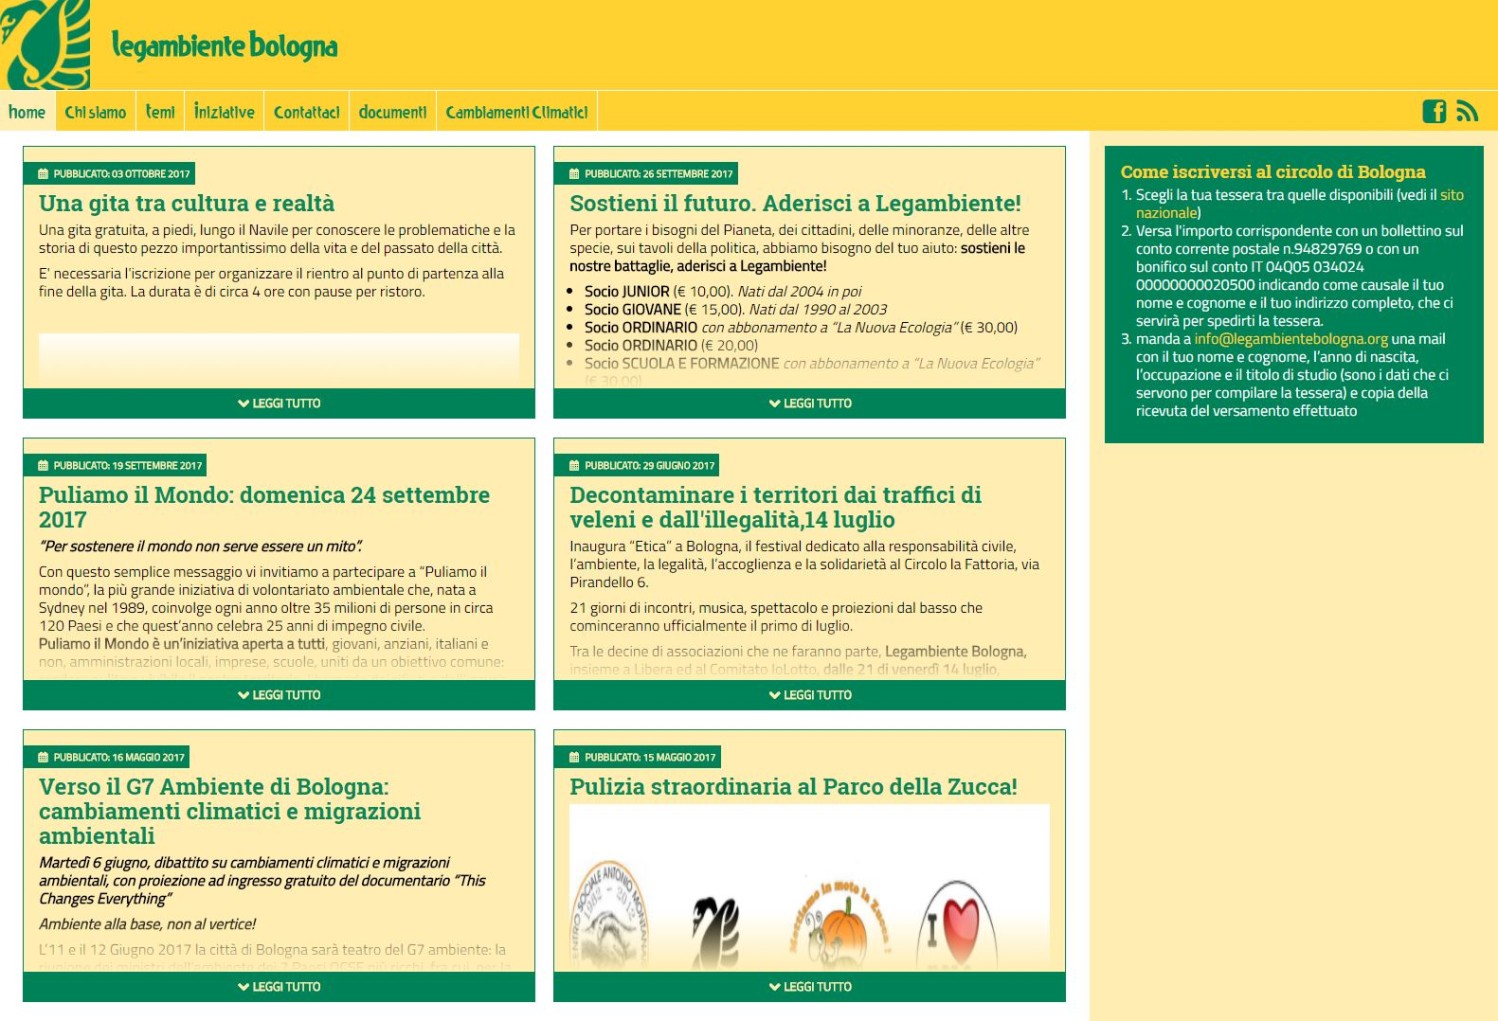 legambiente bologna
home
Chi siamo
temi
iniziative
Contattaci
documenti
Cambiamenti Climatici
PUBBLICATO: 03 OTTOBRE 2017
Una gita tra cultura e realtà
Una gita gratuita, a piedi, lungo il Navile per conoscere le problematiche e la
storia di questo pezzo importantissimo della vita e del passato della città.
E' necessaria l'iscrizione per organizzare il rientro al punto di partenza alla
fine della gita. La durata è di circa 4 ore con pause per ristoro.
LEGGI TUTTO
PUBBLICATO: 26 SETTEMBRE 2017
Sostieni il futuro. Aderisci a Legambiente!
Per portare i bisogni del Pianeta, dei cittadini, delle minoranze, delle altre
specie, sui tavoli della politica, abbiamo bisogno del tuo aiuto: sostieni le
nostre battaglie, aderisci a Legambiente!
Socio JUNIOR (€ 10,00). Nati dal 2004 in poi
Socio GIOVANE (€ 15,00). Nati dal 1990 al 2003
Socio ORDINARIO con abbonamento a “La Nuova Ecologia” (€ 30,00)
Socio ORDINARIO (€ 20,00)
Socio SCUOLA E FORMAZIONE con abbonamento a “La Nuova Ecologia”
(€ 30,00)
LEGGI TUTTO
PUBBLICATO: 19 SETTEMBRE 2017
Puliamo il Mondo: domenica 24 settembre
2017
“Per sostenere il mondo non serve essere un mito”.
Con questo semplice messaggio vi invitiamo a partecipare a “Puliamo il
mondo”, la più grande iniziativa di volontariato ambientale che, nata a
Sydney nel 1989, coinvolge ogni anno oltre 35 milioni di persone in circa
120 Paesi e che quest’anno celebra 25 anni di impegno civile.
Puliamo il Mondo è un’iniziativa aperta a tutti, giovani, anziani, italiani e
non, amministrazioni locali, imprese, scuole, uniti da un obiettivo comune:
LEGGI TUTTO
PUBBLICATO: 29 GIUGNO 2017
Decontaminare i territori dai traffici di
veleni e dall'illegalità,14 luglio
Inaugura “Etica” a Bologna, il festival dedicato alla responsabilità civile,
l’ambiente, la legalità, l’accoglienza e la solidarietà al Circolo la Fattoria, via
Pirandello 6.
21 giorni di incontri, musica, spettacolo e proiezioni dal basso che
cominceranno ufficialmente il primo di luglio.
Tra le decine di associazioni che ne faranno parte, Legambiente Bologna,
insieme a Libera ed al Comitato IoLotto, dalle 21 di venerdì 14 luglio,
LEGGI TUTTO
PUBBLICATO: 16 MAGGIO 2017
Verso il G7 Ambiente di Bologna:
cambiamenti climatici e migrazioni
ambientali
Martedì 6 giugno, dibattito su cambiamenti climatici e migrazioni
ambientali, con proiezione ad ingresso gratuito del documentario “This
Changes Everything”
Ambiente alla base, non al vertice!
L’11 e il 12 Giugno 2017 la città di Bologna sarà teatro del G7 ambiente: la
LEGGI TUTTO
PUBBLICATO: 15 MAGGIO 2017
Pulizia straordinaria al Parco della Zucca!
SOCIALE ANTONIO
1982 - 2012
Mettiamo in moto la Zucca!
I
LEGGI TUTTO
Come iscriversi al circolo di Bologna
1. Scegli la tua tessera tra quelle disponibili (vedi il sito
nazionale)
2. Versa l'importo corrispondente con un bollettino sul
conto corrente postale n.94829769 o con un
bonifico sul conto IT 04Q05 034024
00000000020500 indicando come causale il tuo
nome e cognome e il tuo indirizzo completo, che ci
servirà per spedirti la tessera.
3. manda a info@legambientebologna.org una mail
con il tuo nome e cognome, l’anno di nascita,
l’occupazione e il titolo di studio (sono i dati che ci
servono per compilare la tessera) e copia della
ricevuta del versamento effettuato